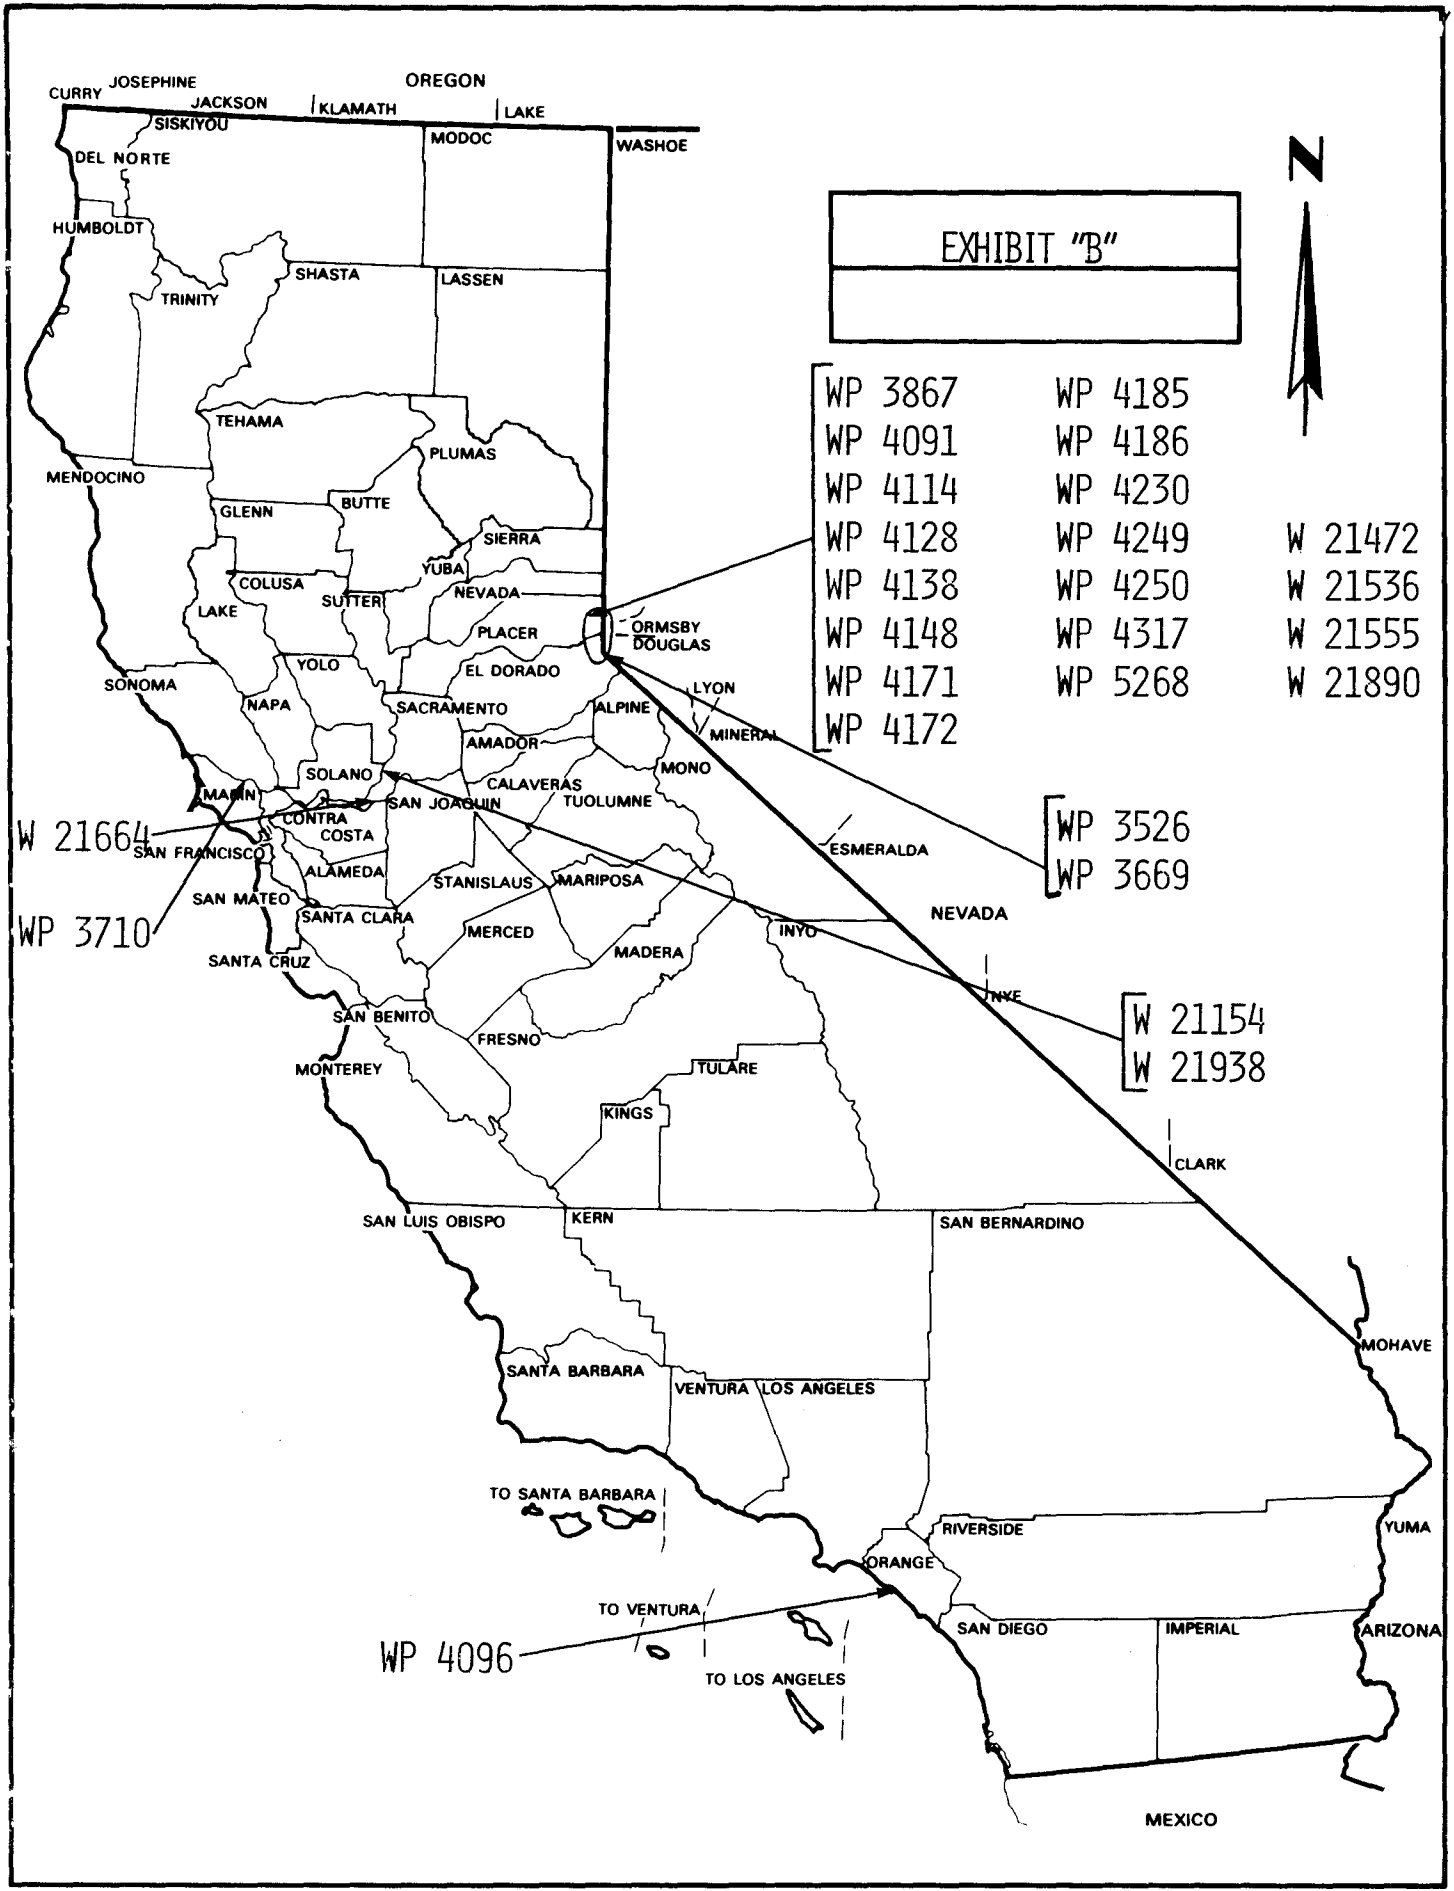 OREGON
JOSEPHINE
CURRY
JACKSON
KLAMATH
LAKE
SISKIYOU
MODOC
WASHOE
DEL NORTE
N
HUMBOLDT
EXHIBIT "B"
SHASTA
LASSEN
TRINITY
WP 3867 WP 4185
TEHAMA
WP 4091 WP 4186
PLUMAS
MENDOCINO
WP 4114 WP 4230
BUTTE
GLENN
SIERRA
WP 4128 WP 4249 W 21472
YUBA
COLUSA
WP 4138 WP 4250 W 21536
NEVADA
SUTTER
LAKE
ORMSBY
PLACER
WP 4148 WP 4317 W 21555
DOUGLAS
YOLO
EL DORADO
SONOMA
WP 4171 WP 5268 W 21890
LYON
NAPA
SACRAMENTO
ALPINE
WP 4172
MINERAL
AMADOR
MONO
SOLANO
CALAVERAS
MARIN
SAN JOAQUIN
TUOLUMNE
CONTRA
COSTA
WP 3526
W 21664
SAN FRANCISCO
ESMERALDA
ALAMEDA
WP 3669
STANISLAUS
MARIPOSA
SAN MATEO
SANTA CLARA
NEVADA
WP 3710
MERCED
INYO
MADERA
SANTA CRUZ
NYE
SAN BENITO
W 21154
FRESNO
MONTEREY
TULARE
W 21938
KINGS
CLARK
SAN LUIS OBISPO
KERN
SAN BERNARDINO
MOHAVE
SANTA BARBARA
VENTURA
LOS ANGELES
TO SANTA BARBARA
RIVERSIDE
YUMA
ORANGE
TO VENTURA
SAN DIEGO
IMPERIAL
ARIZONA
WP 4096
TO LOS ANGELES
MEXICO